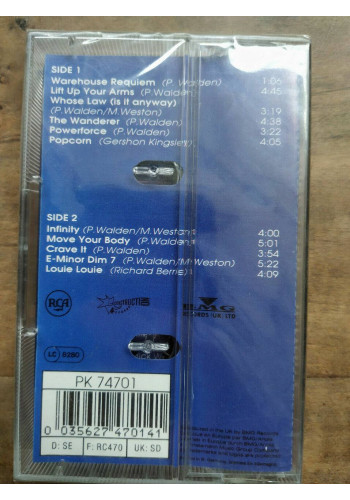 SIDE 1
Warehouse Requiem (P. Walden) 1:06
Lift Up Your Arms (P.Walden) 4:45
Whose Law (is it anyway)
(P.Walden/M.Weston) 3:19
The Wanderer (P.Walden) 4:38
Powerforce (P.Walden) 3:22
Popcorn (Gershon Kingsley) 4:05
SIDE 2
Infinity (P.Walden/M.Weston) 4:00
Move Your Body (P.Walden) 5:01
Crave It (P.Walden) 3:54
E-Minor Dim 7 (P.Walden/M.Weston) 5:22
Louie Louie (Richard Berris) 4:09
RCA
BMG
RECORDS (UK) LTD
LC 0280
PK 74701
0 035627 470141
D: SE F: RC470 UK: SD